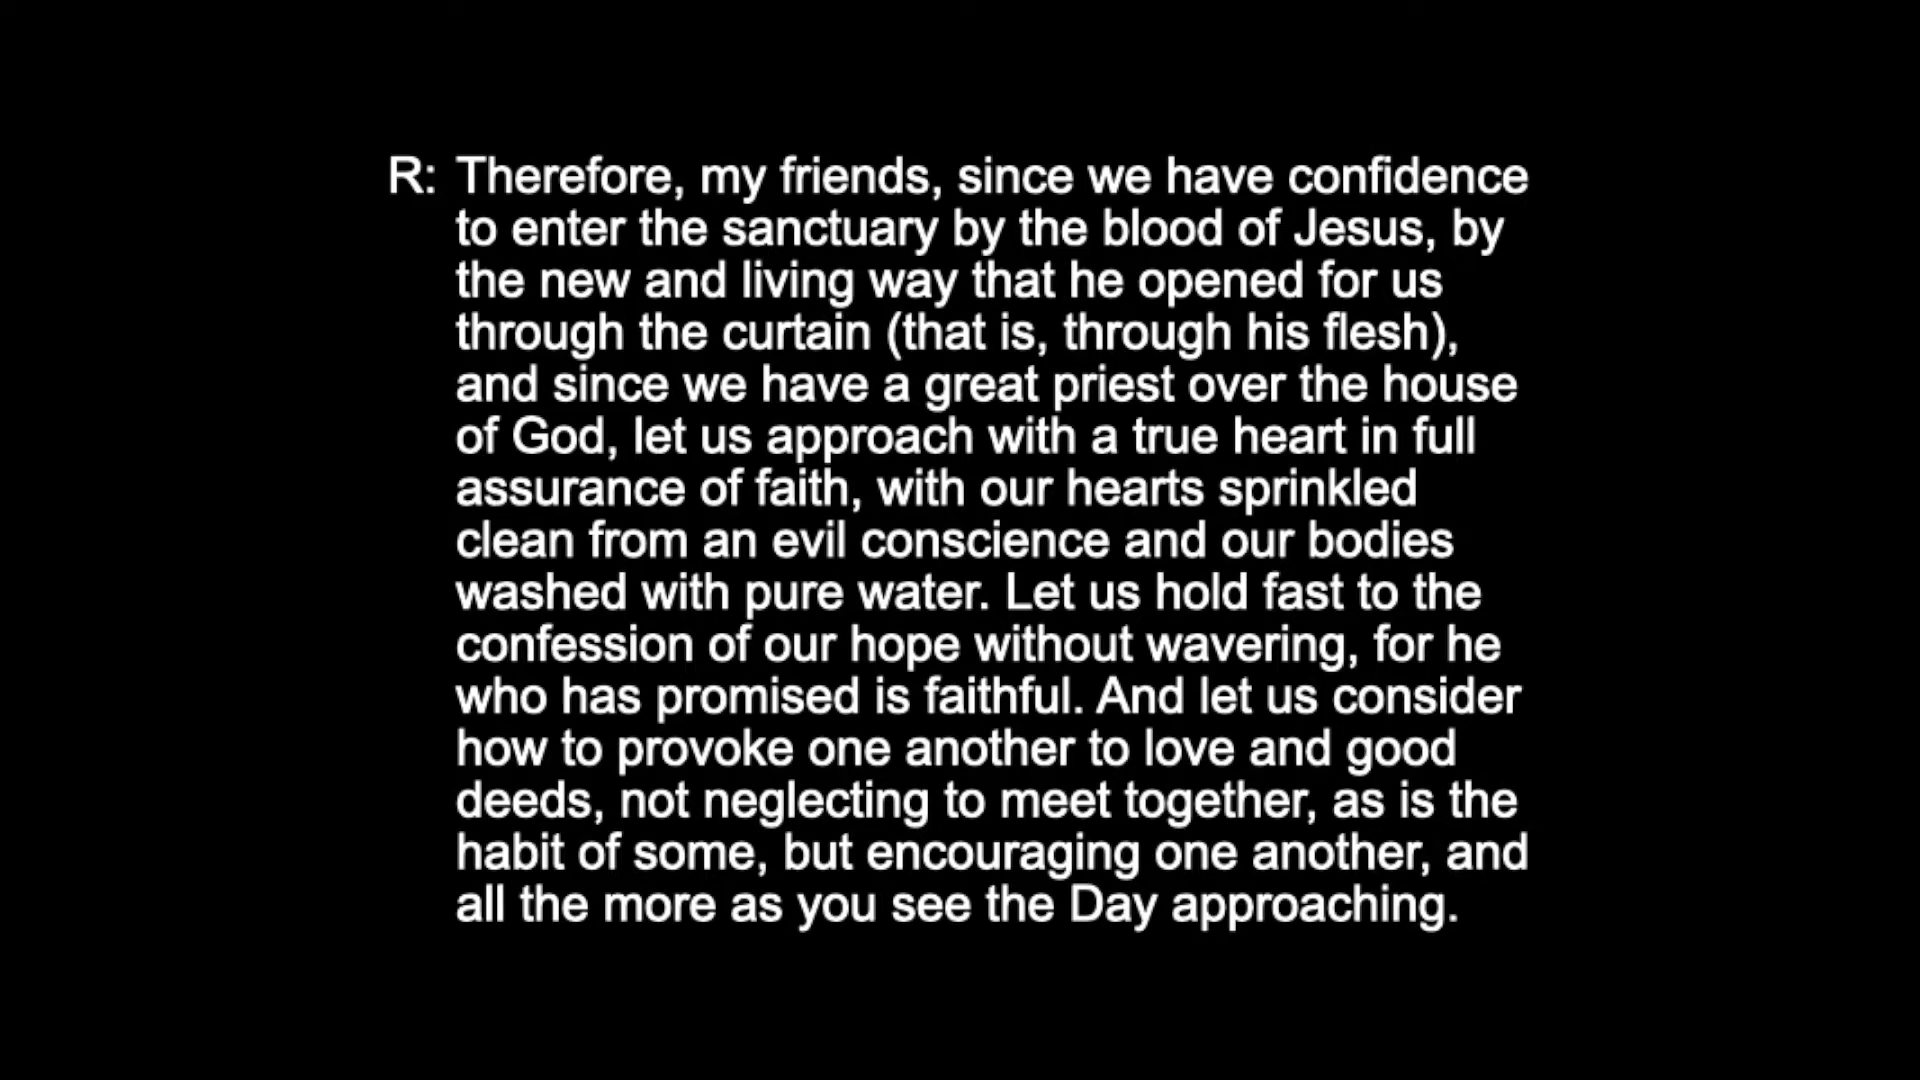 R: Therefore, my friends, since we have confidence
to enter the sanctuary by the blood of Jesus, by
the new and living way that he opened for us
through the curtain (that is, through his flesh),
and since we have a great priest over the house
of God, let us approach with a true heart in full
assurance of faith, with our hearts sprinkled
clean from an evil conscience and our bodies
washed with pure water. Let us hold fast to the
confession of our hope without wavering, for he
who has promised is faithful. And let us consider
how to provoke one another to love and good
deeds, not neglecting to meet together, as is the
habit of some, but encouraging one another, and
all the more as you see the Day approaching.